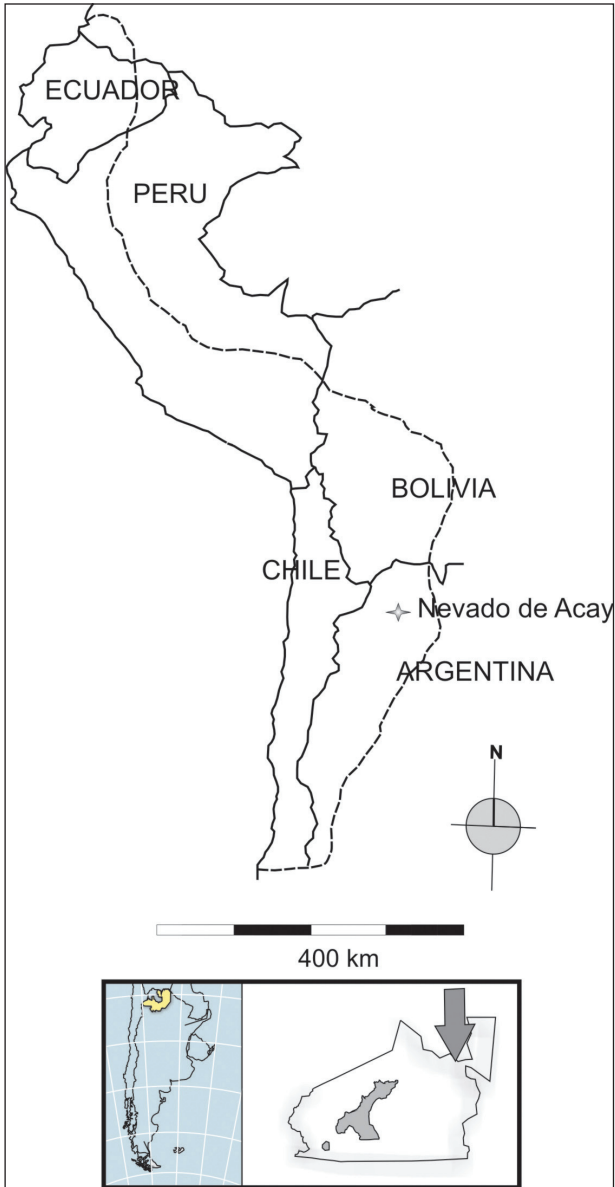 ECUADOR
PERU
BOLIVIA
CHILE
Nevado de Acay
ARGENTINA
N
400 km